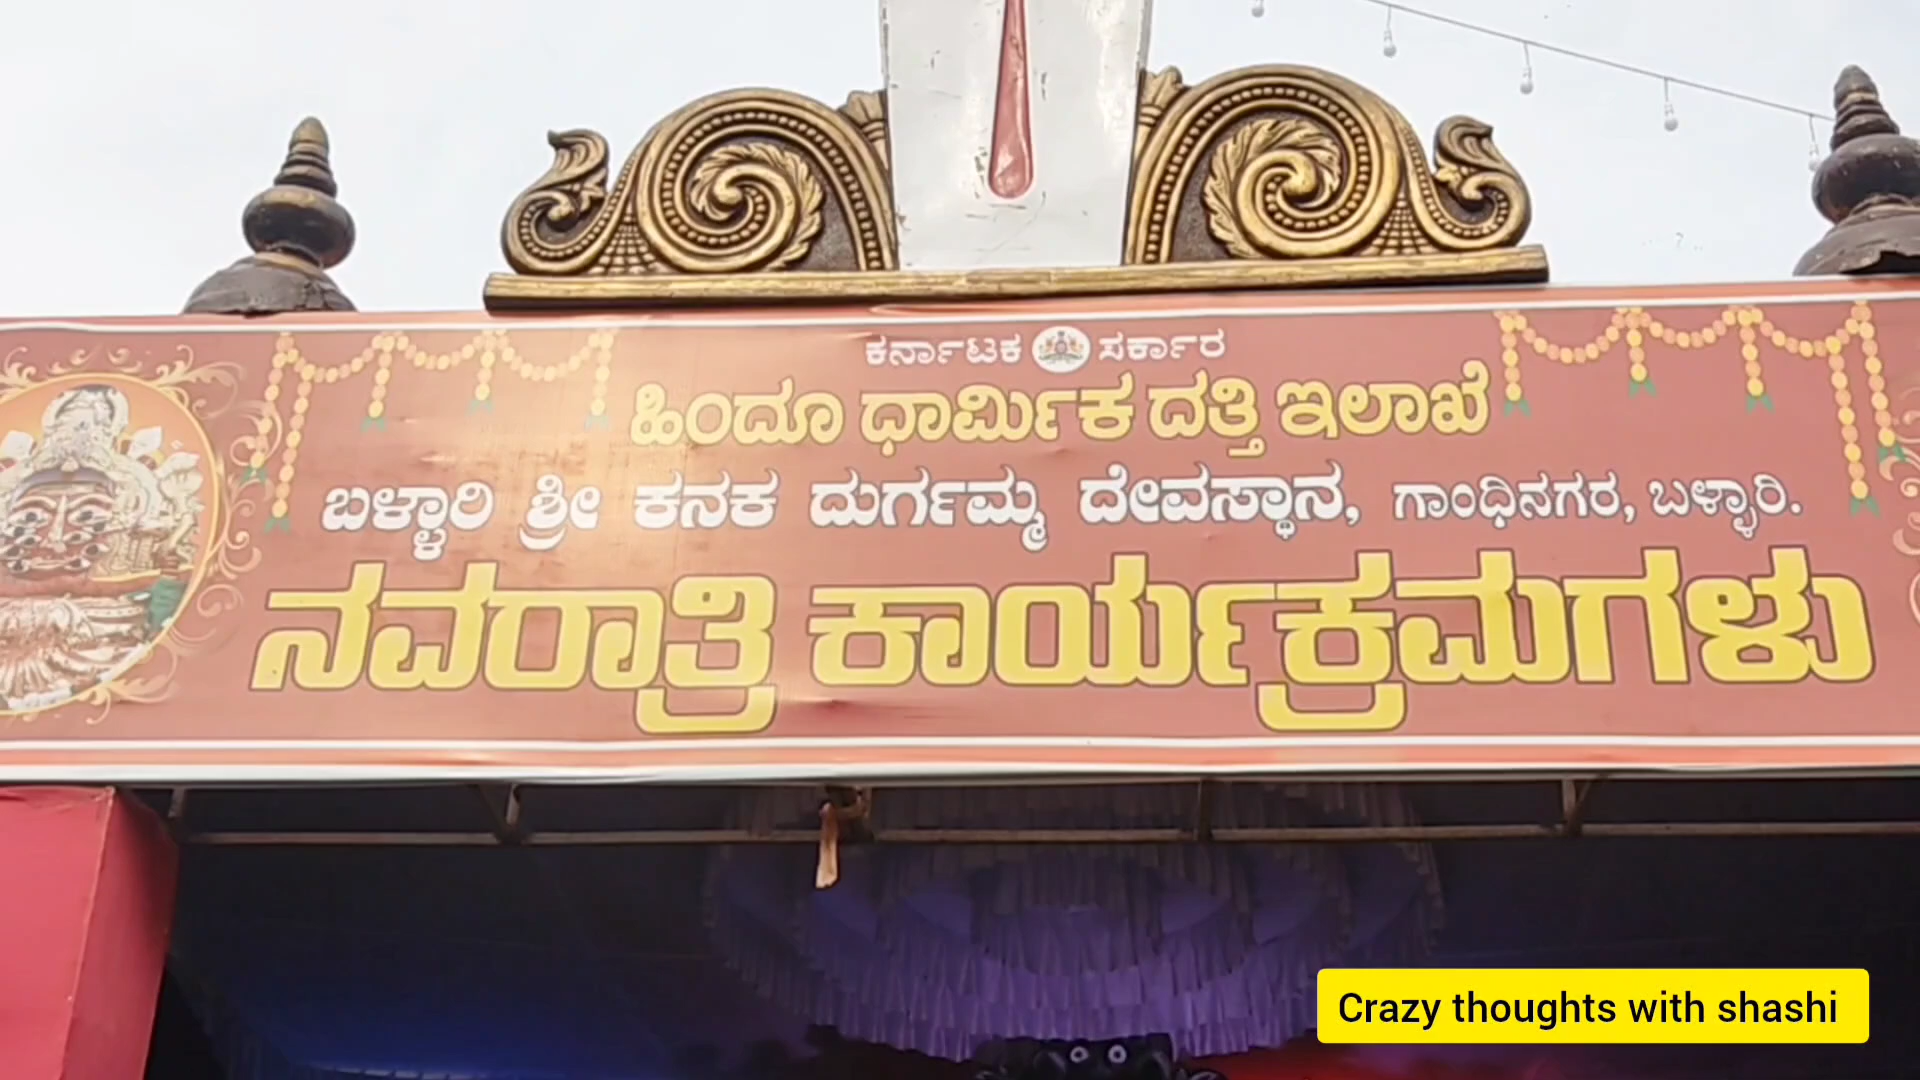 ಕರ್ನಾಟಕ ಸರ್ಕಾರ
ಹಿಂದೂ ಧಾರ್ಮಿಕ ದತ್ತಿ ಇಲಾಖೆ
ಬಳ್ಳಾರಿ ಶ್ರೀ ಕನಕ ದುರ್ಗಮ್ಮ ದೇವಸ್ಥಾನ, ಗಾಂಧಿನಗರ, ಬಳ್ಳಾರಿ.
ನವರಾತ್ರಿ ಕಾರ್ಯಕ್ರಮಗಳು
Crazy thoughts with shashi